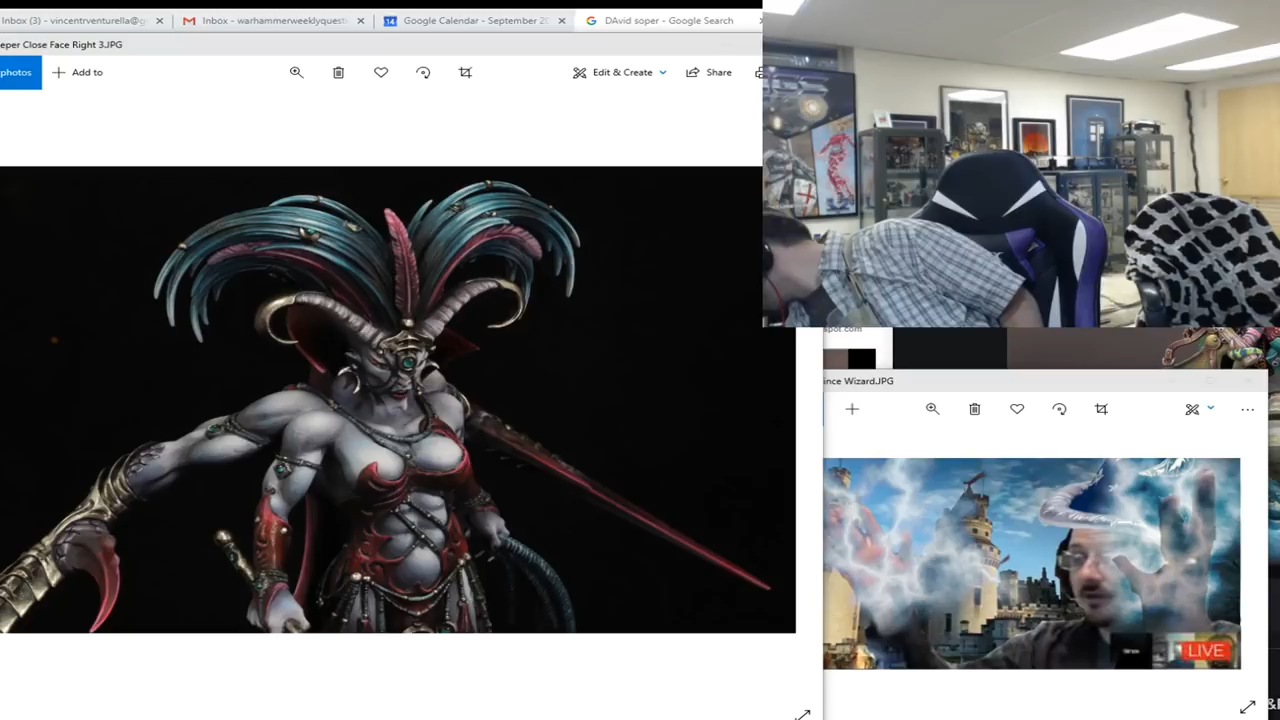 Inbox (3) - vincentrventurella@g
Inbox - warhammerweeklyquest
Google Calendar - September 20
DAvid soper - Google Search
eper Close Face Right 3.JPG
photos
Add to
Edit & Create
Share
spot.com
ince Wizard.JPG
LIVE